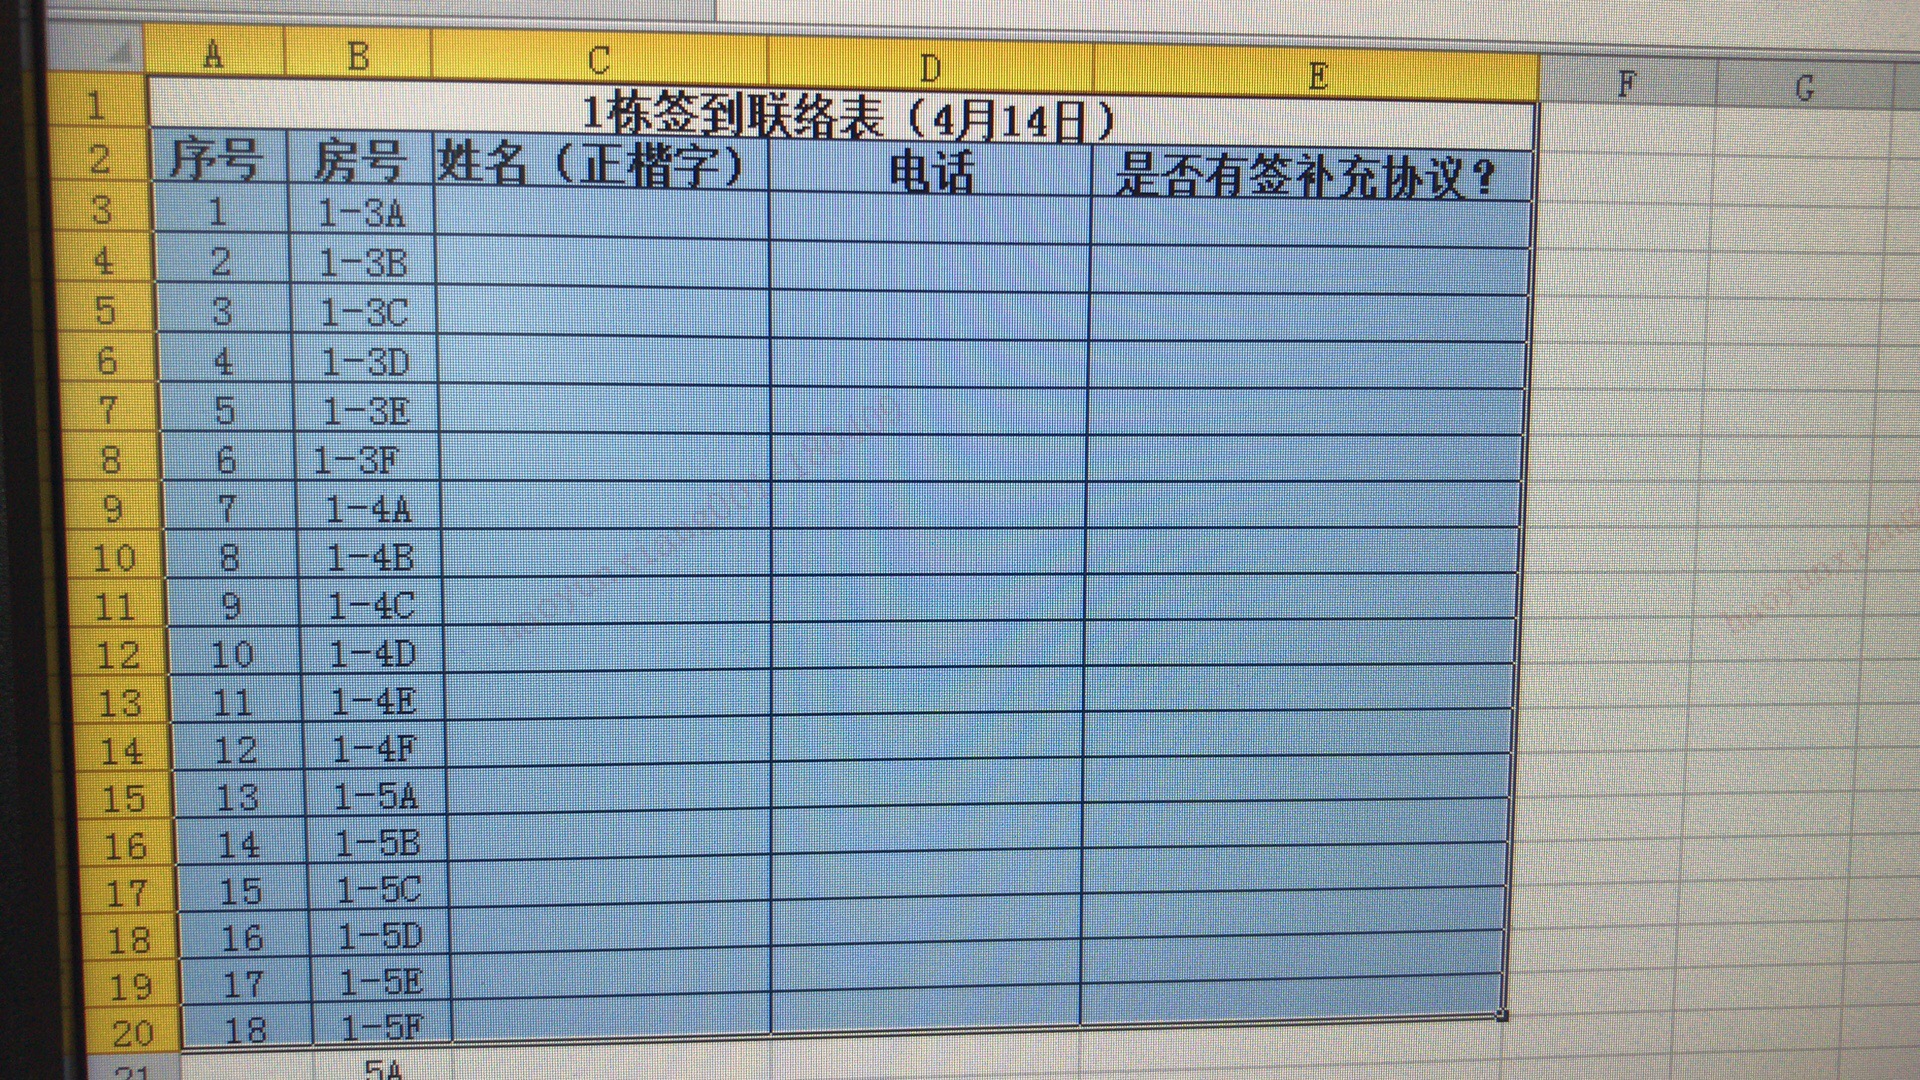 A B C D E F G
1 1栋签到联络表（4月14日）
2 序号 房号 姓名（正楷字） 电话 是否有签补充协议？
3 1 1-3A
4 2 1-3B
5 3 1-3C
6 4 1-3D
7 5 1-3E
8 6 1-3F
9 7 1-4A
10 8 1-4B
11 9 1-4C
12 10 1-4D
13 11 1-4E
14 12 1-4F
15 13 1-5A
16 14 1-5B
17 15 1-5C
18 16 1-5D
19 17 1-5E
20 18 1-5F
21 5A